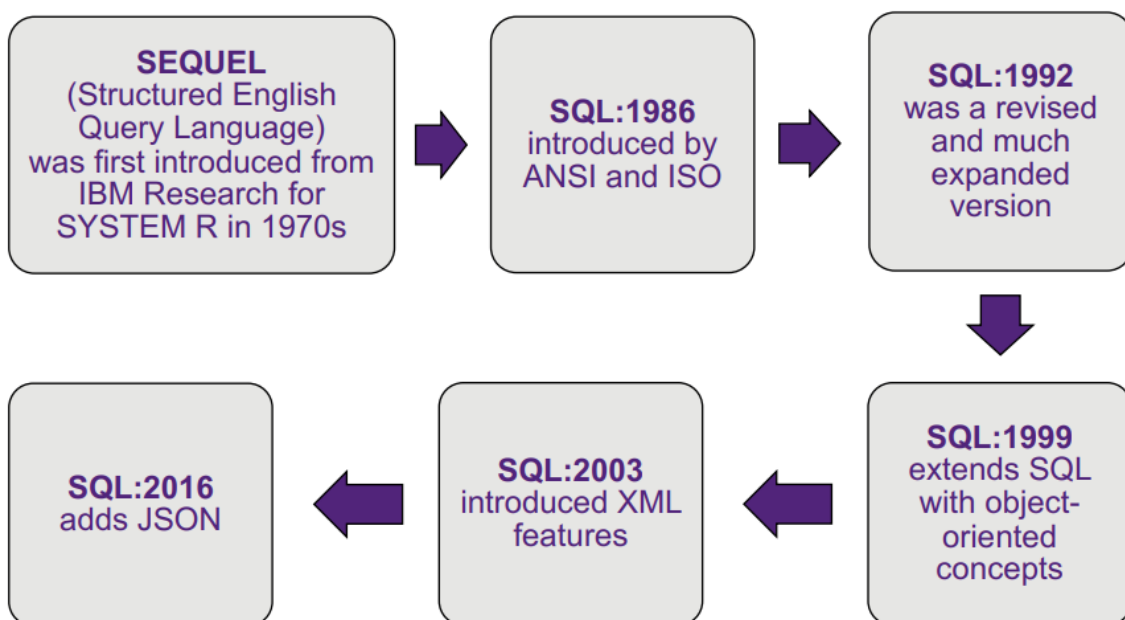 SEQUEL
(Structured English
Query Language)
was first introduced from
IBM Research for
SYSTEM R in 1970s
SQL:1986
introduced by
ANSI and ISO
SQL:1992
was a revised
and much
expanded
version
SQL:1999
extends SQL
with object-
oriented
concepts
SQL:2003
introduced XML
features
SQL:2016
adds JSON